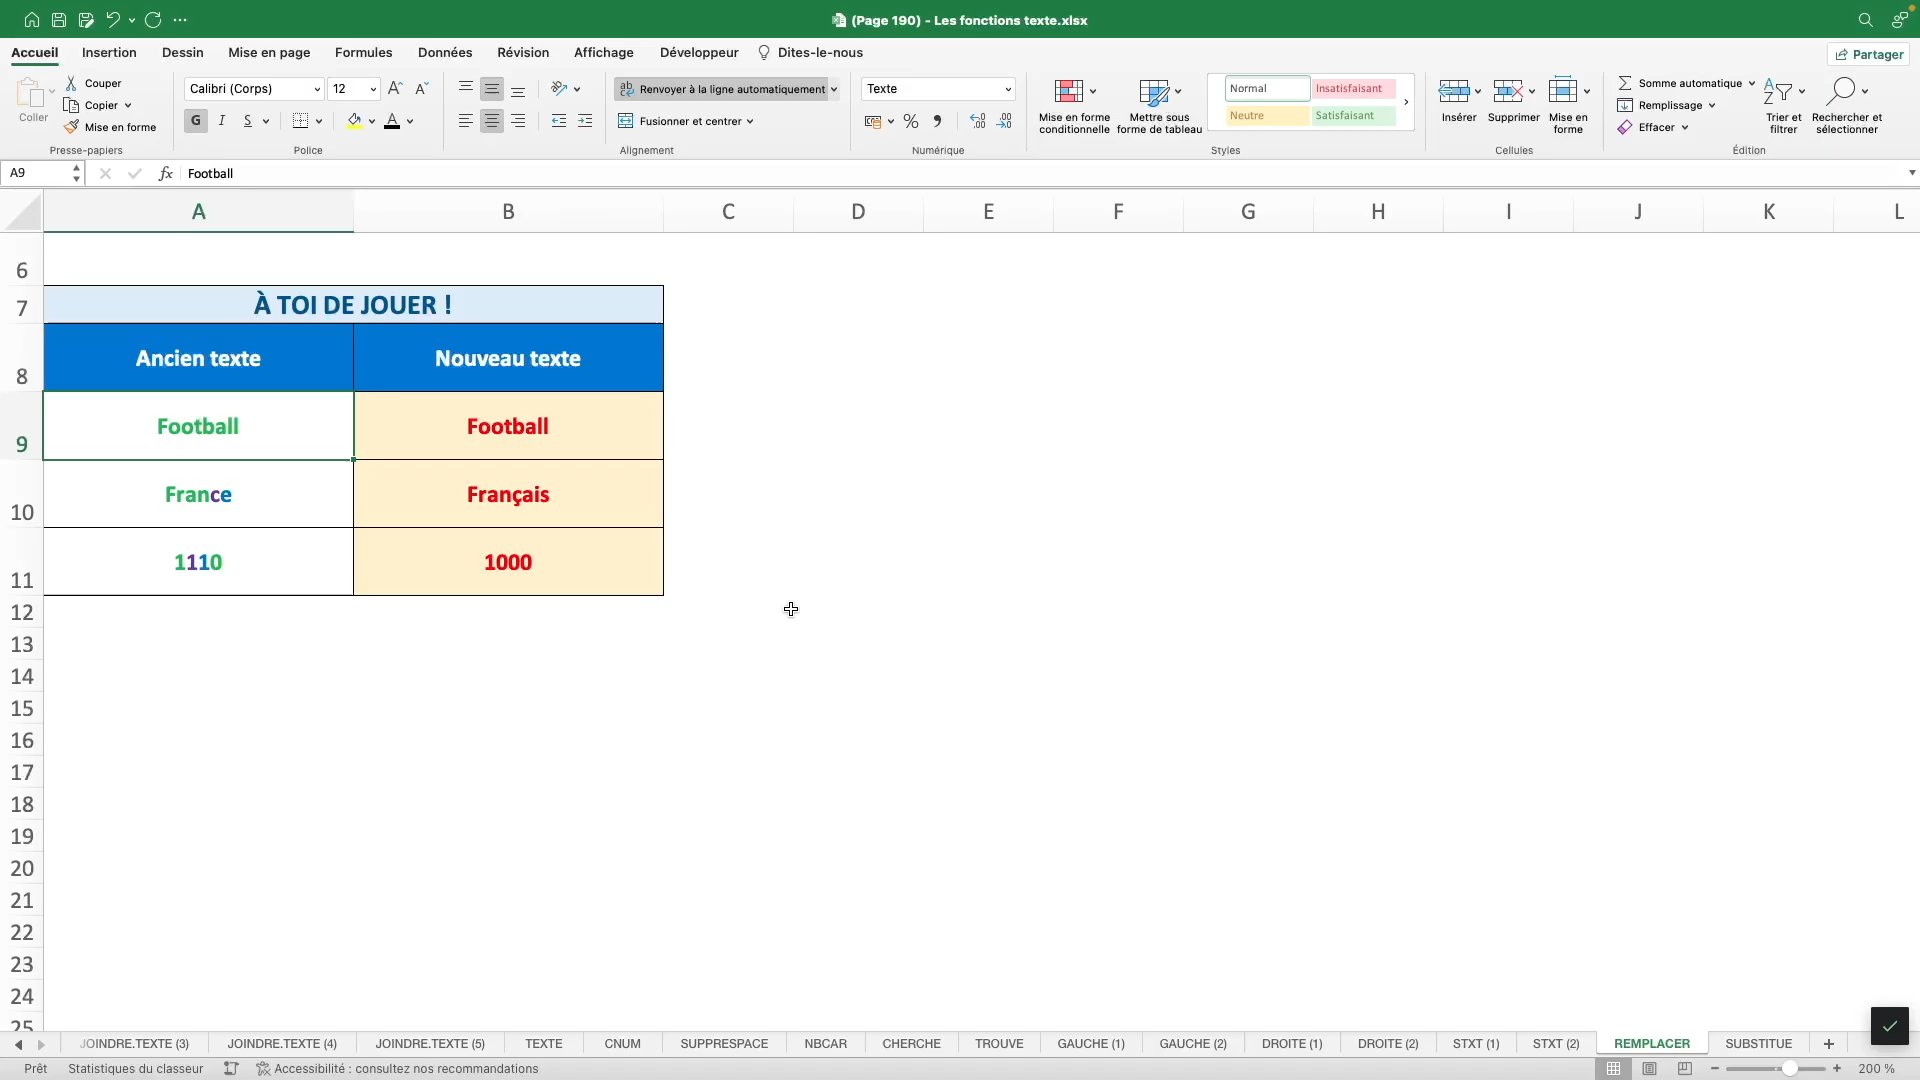 (Page 190) - Les fonctions texte.xlsx
Accueil Insertion Dessin Mise en page Formules Données Révision Affichage Développeur Dites-le-nous Partager
Coller
Couper
Copier
Mise en forme
Presse-papiers
Calibri (Corps) 12
G I S A
Police
Renvoyer à la ligne automatiquement
Fusionner et centrer
Alignement
Texte
%
Numérique
Mise en forme conditionnelle
Mettre sous forme de tableau
Normal Insatisfaisant
Neutre Satisfaisant
Styles
Insérer Supprimer Mise en forme
Cellules
Somme automatique
Remplissage
Effacer
Trier et filtrer
Rechercher et sélectionner
Édition
A9 fx Football
A B C D E F G H I J K L
6
7 À TOI DE JOUER !
8 Ancien texte Nouveau texte
9 Football Football
10 France Français
11 1110 1000
12
13
14
15
16
17
18
19
20
21
22
23
24
25
JOINDRE.TEXTE (3) JOINDRE.TEXTE (4) JOINDRE.TEXTE (5) TEXTE CNUM SUPPRESPACE NBCAR CHERCHE TROUVE GAUCHE (1) GAUCHE (2) DROITE (1) DROITE (2) STXT (1) STXT (2) REMPLACER SUBSTITUE +
Prêt Statistiques du classeur Accessibilité : consultez nos recommandations 200 %